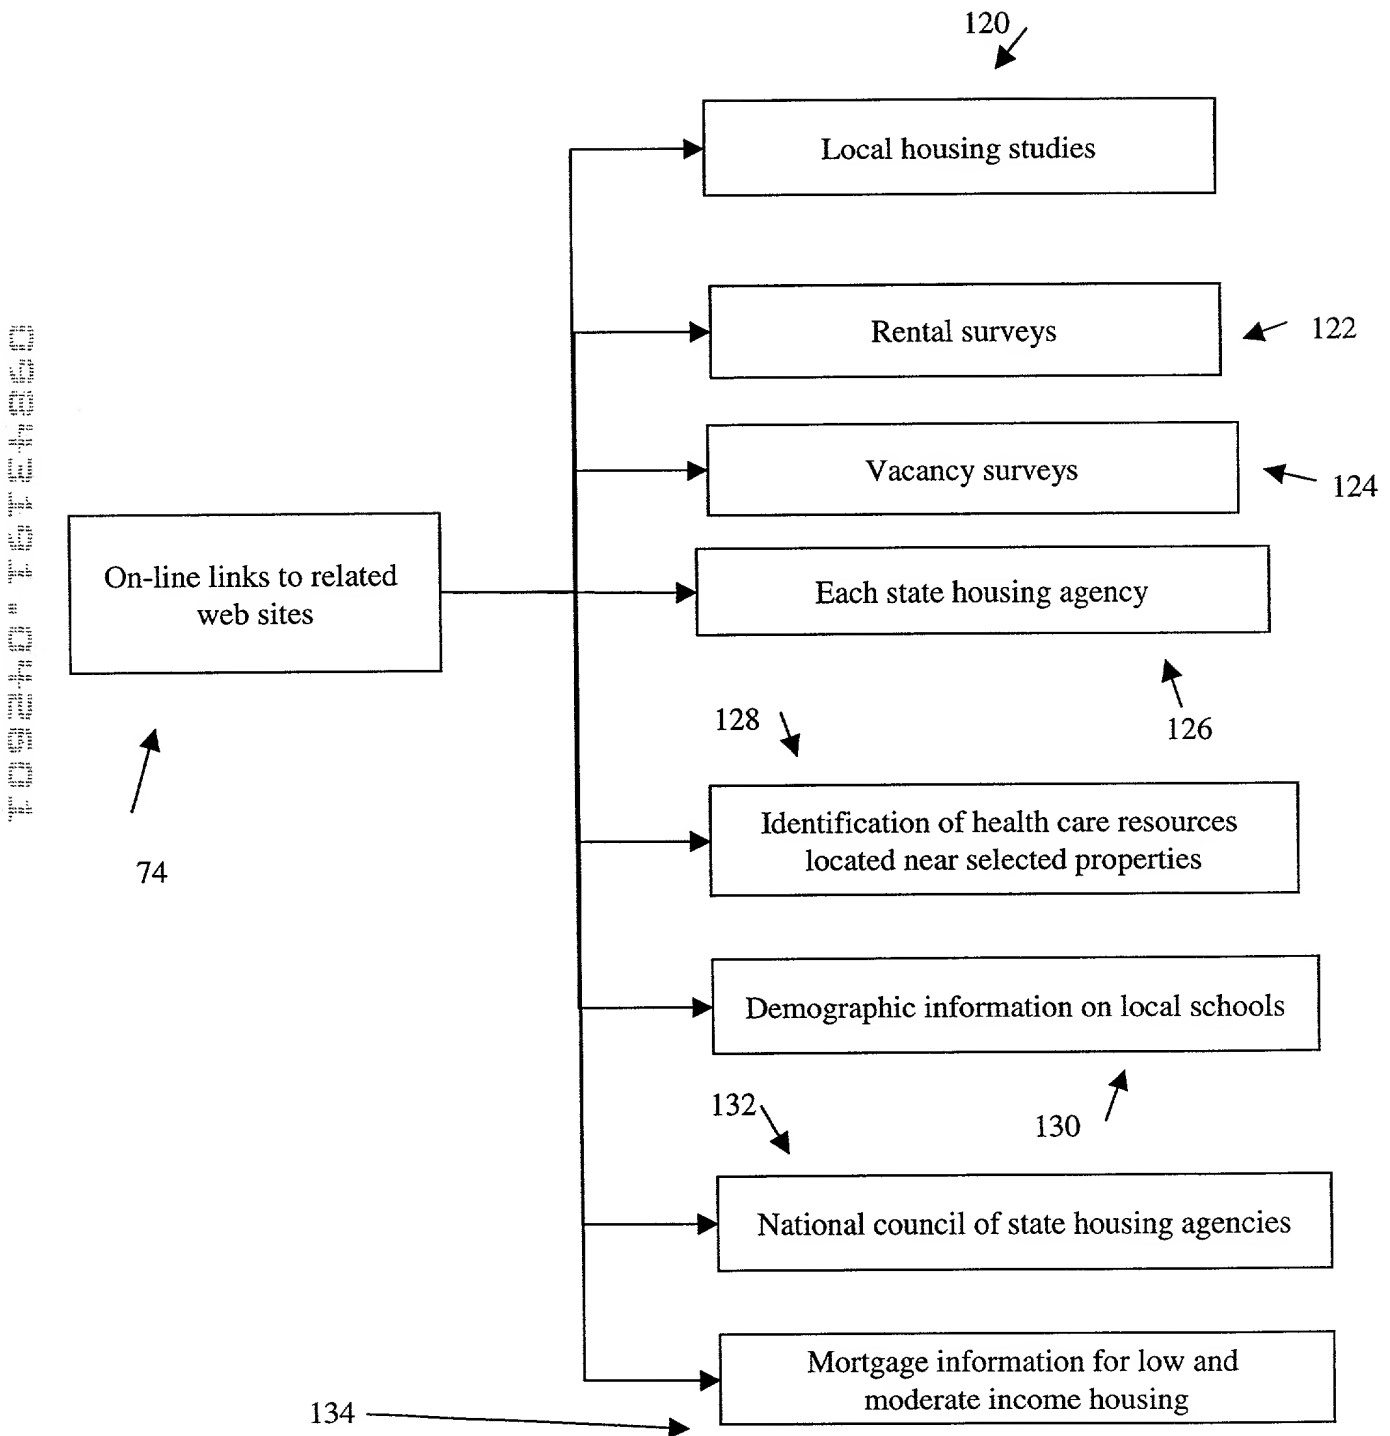 120
Local housing studies
Rental surveys
122
Vacancy surveys
124
On-line links to related
web sites
Each state housing agency
128
126
Identification of health care resources
located near selected properties
74
Demographic information on local schools
132
130
National council of state housing agencies
Mortgage information for low and
moderate income housing
134